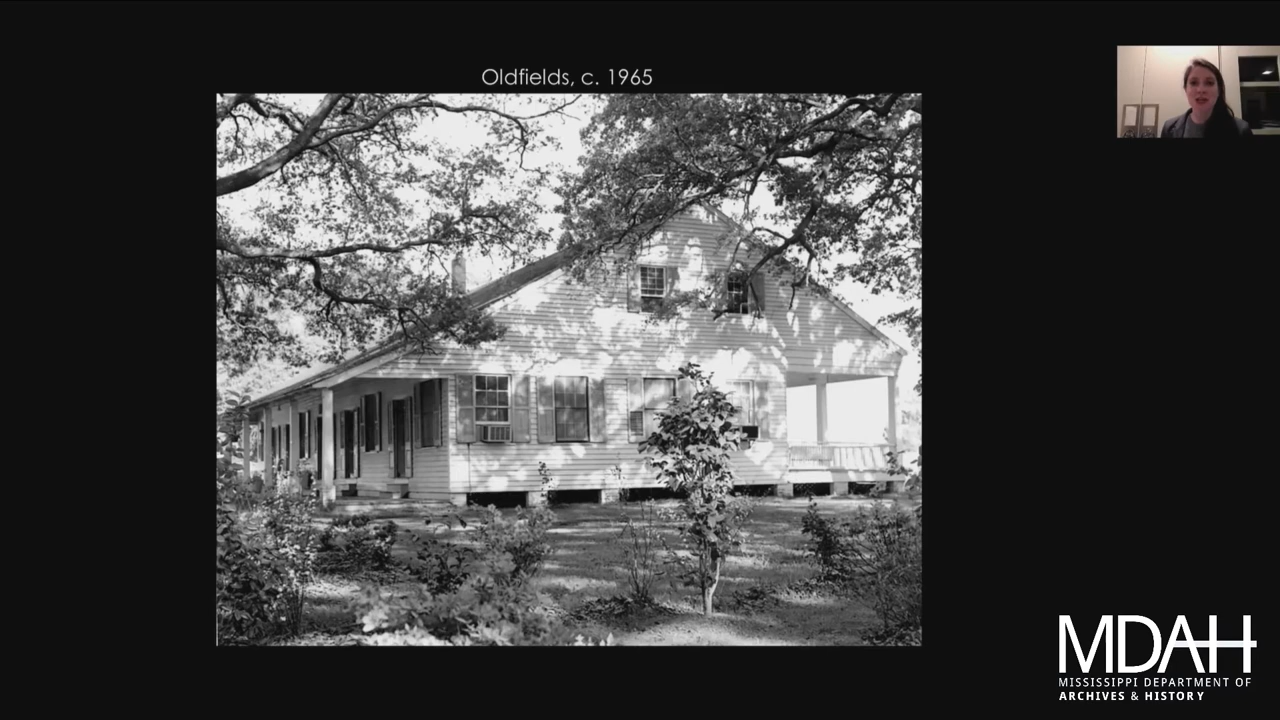 Oldfields, c. 1965
MDAH
MISSISSIPPI DEPARTMENT OF
ARCHIVES & HISTORY